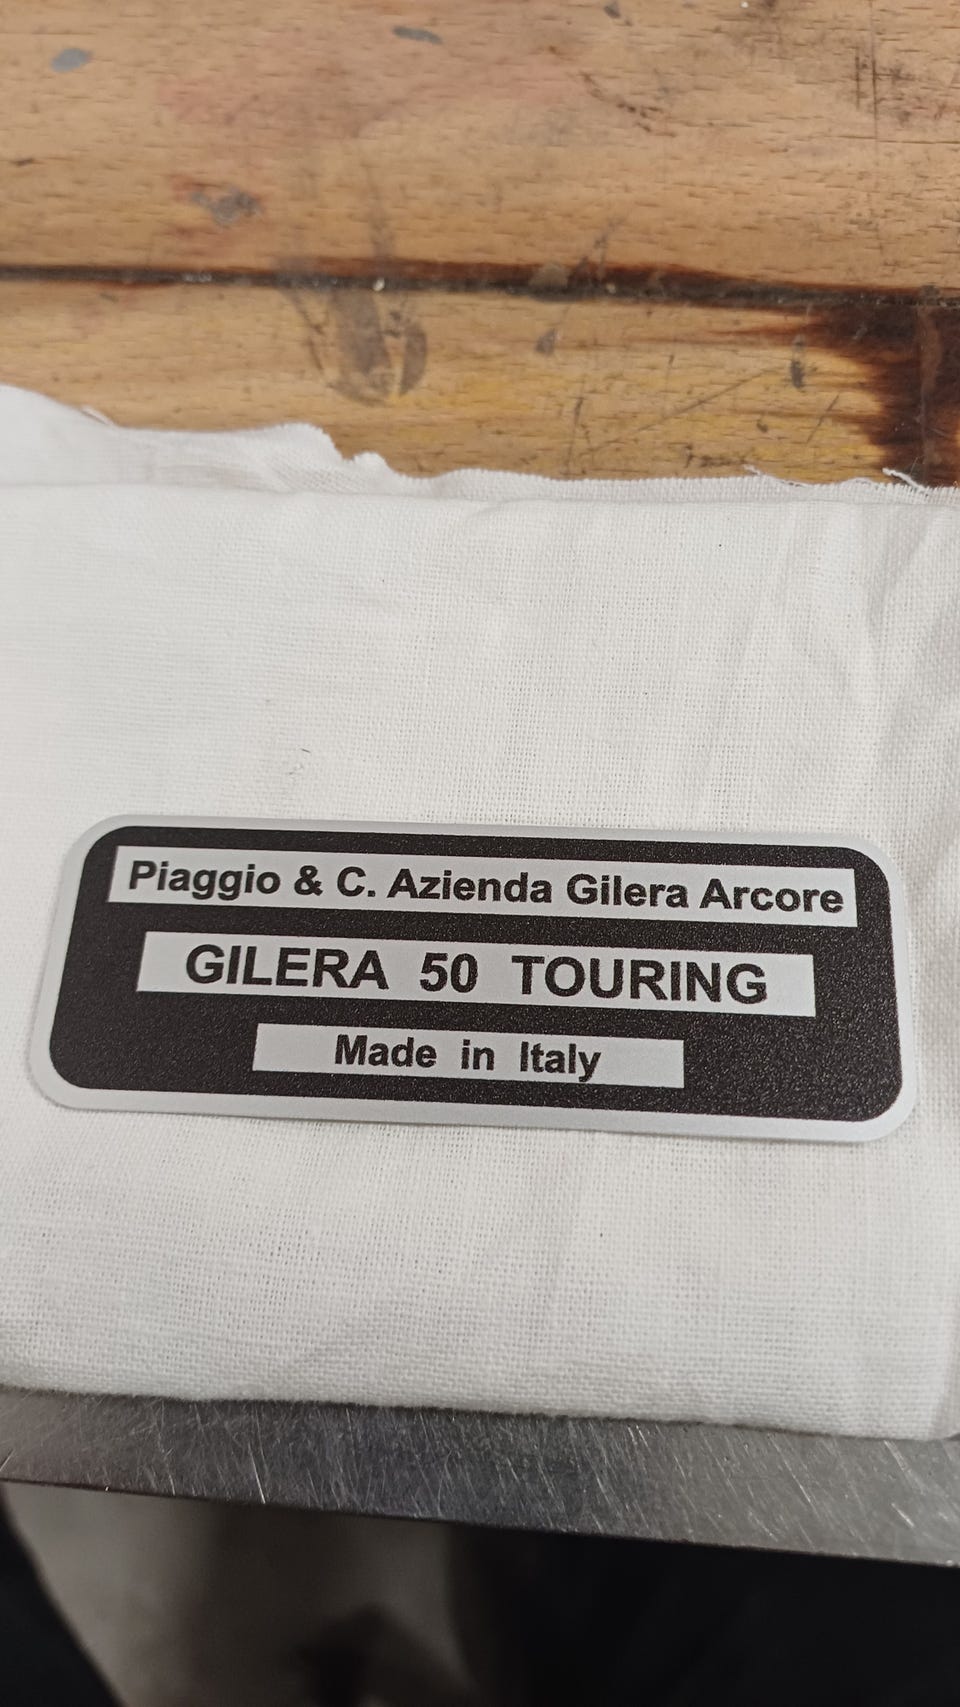 Piaggio & C. Azienda Gilera Arcore
GILERA 50 TOURING
Made in Italy